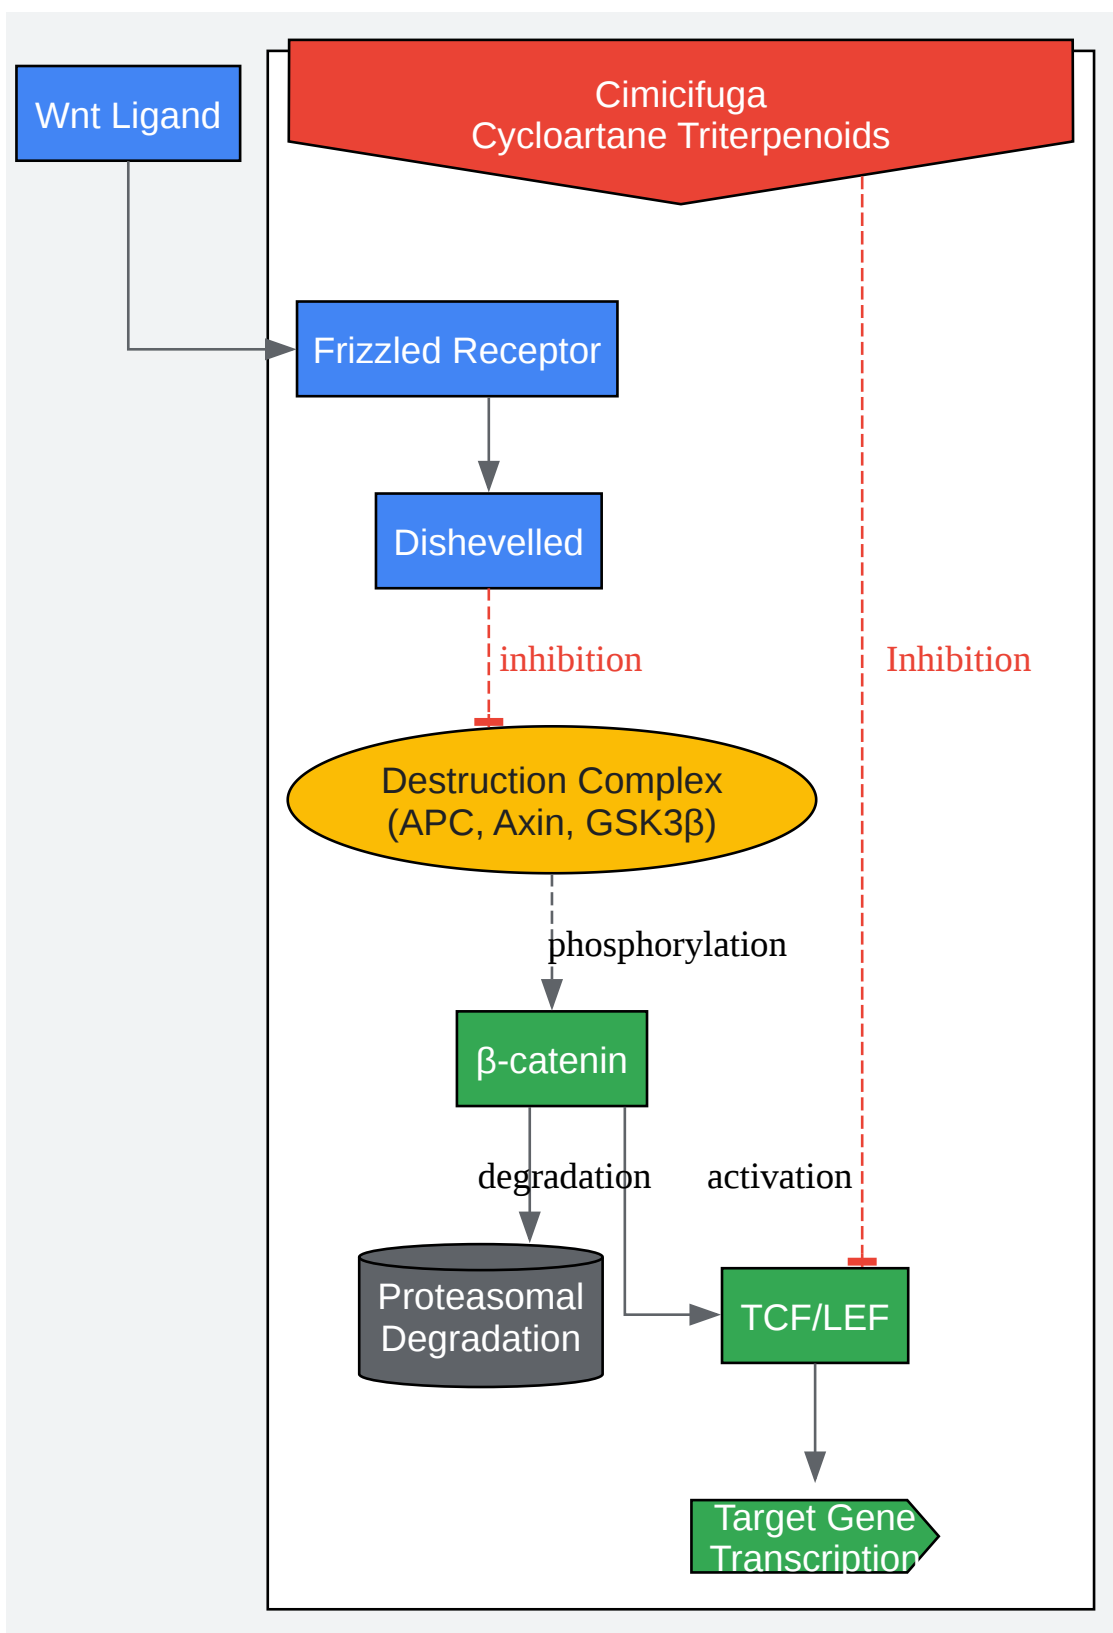 Wnt Ligand
Cimicifuga
Cycloartane Triterpenoids
Frizzled Receptor
Dishevelled
inhibition
Inhibition
Destruction Complex
(APC, Axin, GSK3β)
phosphorylation
β-catenin
degradation
activation
Proteasomal
Degradation
TCF/LEF
Target Gene
Transcription